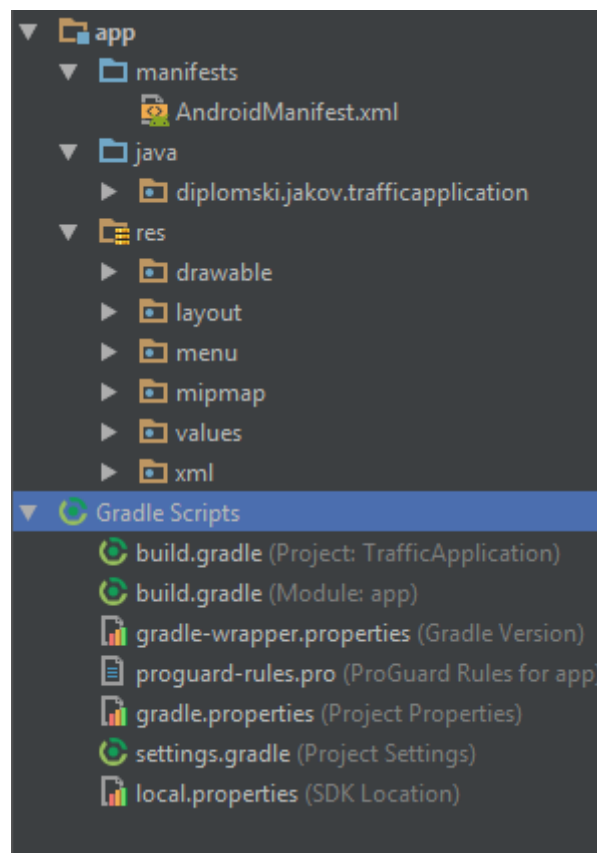 app
manifests
AndroidManifest.xml
java
diplomski.jakov.trafficapplication
res
drawable
layout
menu
mipmap
values
xml
Gradle Scripts
build.gradle (Project: TrafficApplication)
build.gradle (Module: app)
gradle-wrapper.properties (Gradle Version)
proguard-rules.pro (ProGuard Rules for app)
gradle.properties (Project Properties)
settings.gradle (Project Settings)
local.properties (SDK Location)